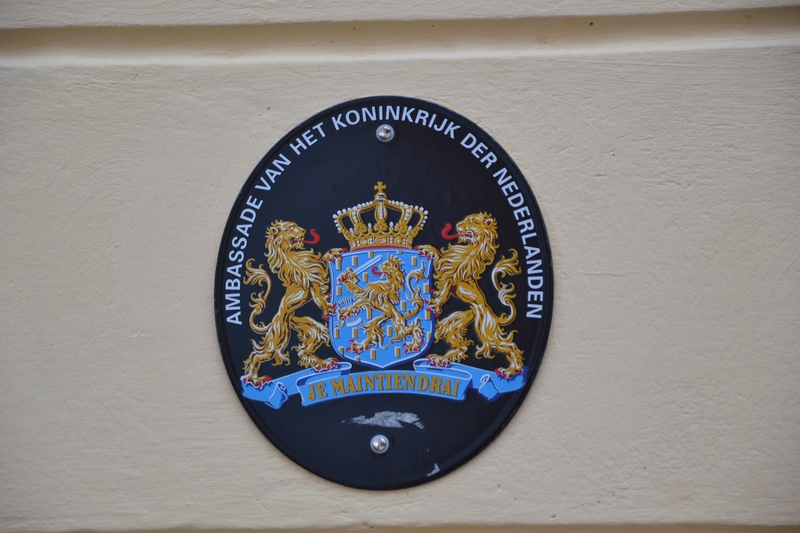 AMBASSADE VAN HET KONINKRIJK DER NEDERLANDEN
JE MAINTIENDRAI